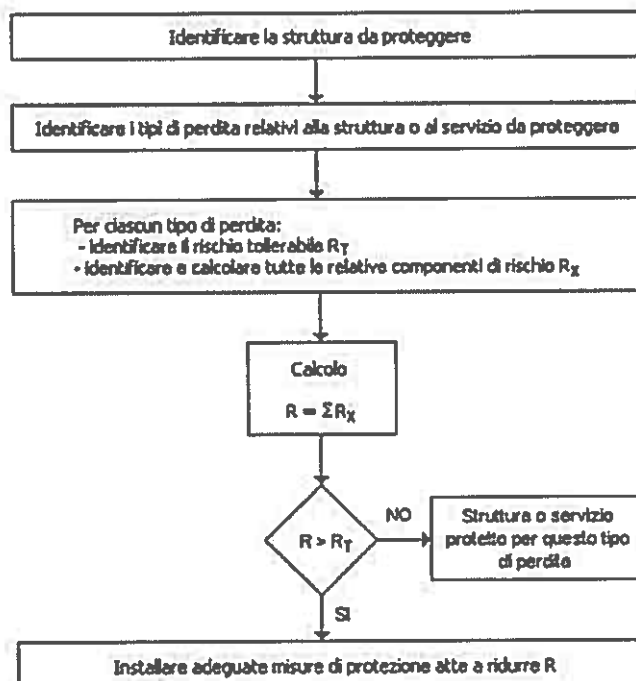 Identificare la struttura da proteggere
Identificare i tipi di perdita relativi alla struttura o al servizio da proteggere
Per ciascun tipo di perdita:
- Identificare il rischio tollerabile RT
- Identificare e calcolare tutte le relative componenti di rischio RX
Calcolo
R = ΣRX
R > RT
NO
Struttura o servizio
protetto per questo tipo
di perdita
SI
Installare adeguate misure di protezione atte a ridurre R